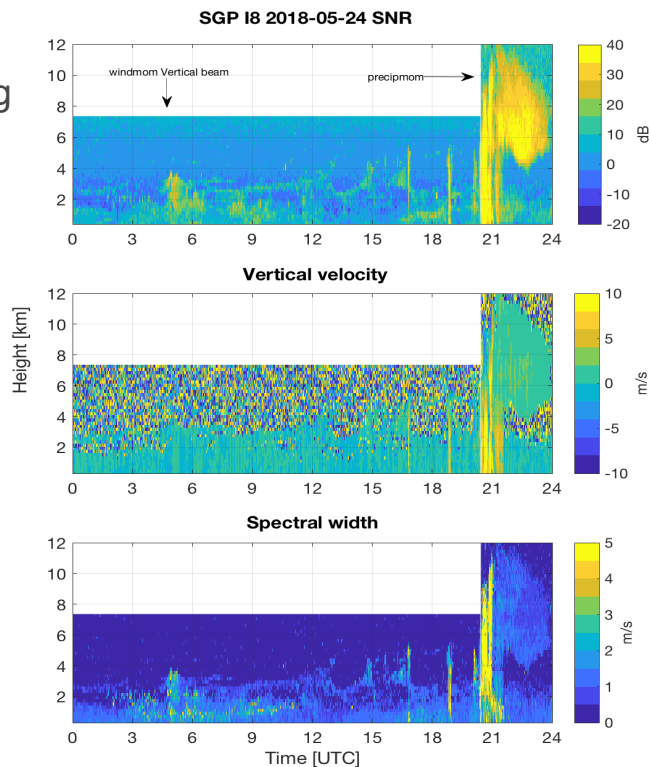 SGP I8 2018-05-24 SNR
g
12
10
8
6
4
2
windmom Vertical beam
precipmom
0 3 6 9 12 15 18 21 24
40
30
20
10
0
-10
-20
dB
Vertical velocity
12
10
8
6
4
2
0 3 6 9 12 15 18 21 24
10
5
0
-5
-10
m/s
Height [km]
Spectral width
12
10
8
6
4
2
0 3 6 9 12 15 18 21 24
5
4
3
2
1
0
m/s
Time [UTC]